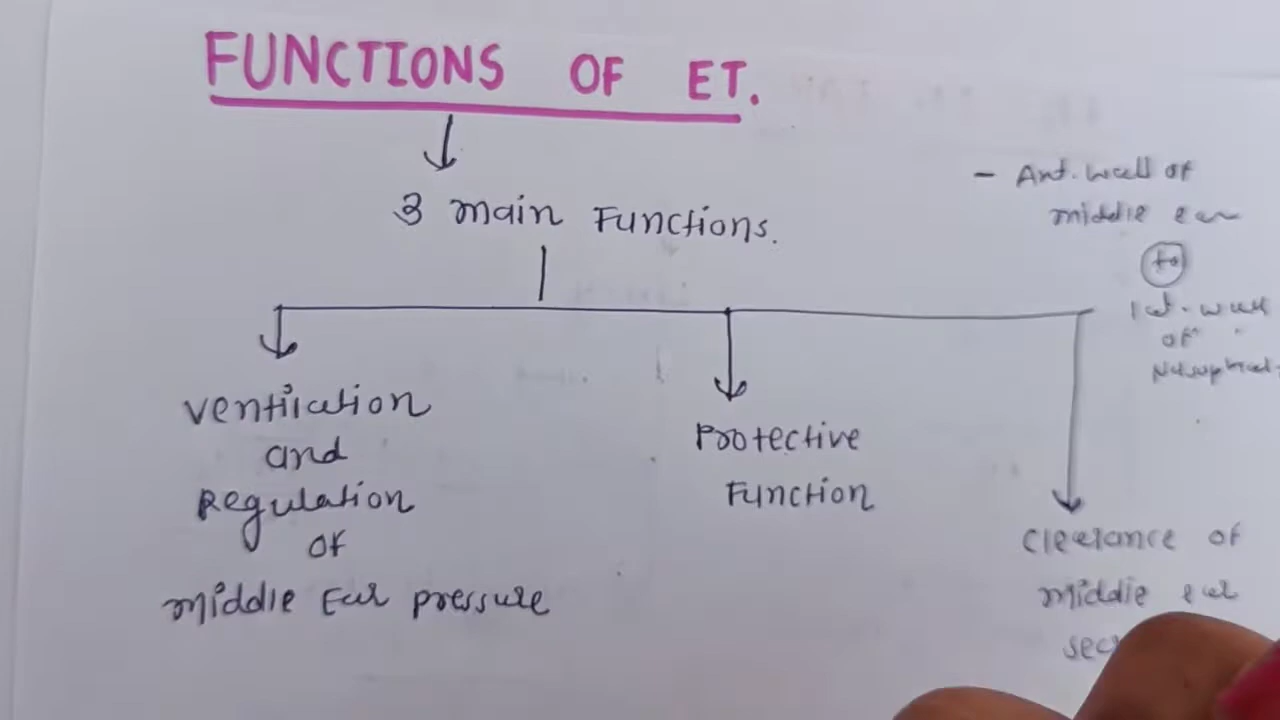 FUNCTIONS OF ET.
3 main Functions.
- Ant. wall of
middle ear
to
Lat. wall
of
Ventilation
and
Regulation
of
middle Ear pressure
Protective
Function
Clearance of
middle ear